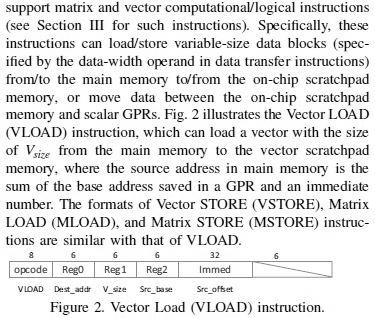 support matrix and vector computational/logical instructions
(see Section III for such instructions). Specifically, these
instructions can load/store variable-size data blocks (spec-
ified by the data-width operand in data transfer instructions)
from/to the main memory to/from the on-chip scratchpad
memory, or move data between the on-chip scratchpad
memory and scalar GPRs. Fig. 2 illustrates the Vector LOAD
(VLOAD) instruction, which can load a vector with the size
of Vsize from the main memory to the vector scratchpad
memory, where the source address in main memory is the
sum of the base address saved in a GPR and an immediate
number. The formats of Vector STORE (VSTORE), Matrix
LOAD (MLOAD), and Matrix STORE (MSTORE) instruc-
tions are similar with that of VLOAD.
8 6 6 6 32 6
opcode Reg0 Reg1 Reg2 Immed
VLOAD Dest_addr V_size Src_base Src_offset
Figure 2. Vector Load (VLOAD) instruction.